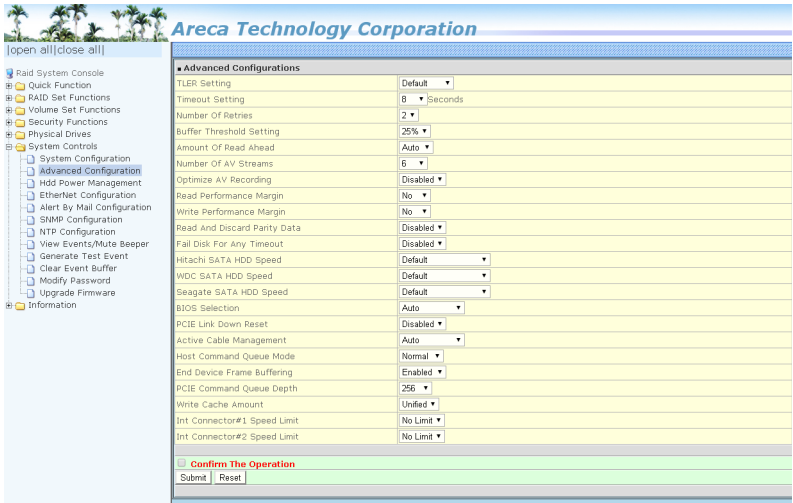 Areca Technology Corporation
|open all|close all|
Raid System Console
Quick Function
RAID Set Functions
Volume Set Functions
Security Functions
Physical Drives
System Controls
System Configuration
Advanced Configuration
Hdd Power Management
EtherNet Configuration
Alert By Mail Configuration
SNMP Configuration
NTP Configuration
View Events/Mute Beeper
Generate Test Event
Clear Event Buffer
Modify Password
Upgrade Firmware
Information
Advanced Configurations
TLER Setting Default
Timeout Setting 8 Seconds
Number Of Retries 2
Buffer Threshold Setting 25%
Amount Of Read Ahead Auto
Number Of AV Streams 6
Optimize AV Recording Disabled
Read Performance Margin No
Write Performance Margin No
Read And Discard Parity Data Disabled
Fail Disk For Any Timeout Disabled
Hitachi SATA HDD Speed Default
WDC SATA HDD Speed Default
Seagate SATA HDD Speed Default
BIOS Selection Auto
PCIE Link Down Reset Disabled
Active Cable Management Auto
Host Command Queue Mode Normal
End Device Frame Buffering Enabled
PCIE Command Queue Depth 256
Write Cache Amount Unified
Int Connector#1 Speed Limit No Limit
Int Connector#2 Speed Limit No Limit
Confirm The Operation
Submit Reset